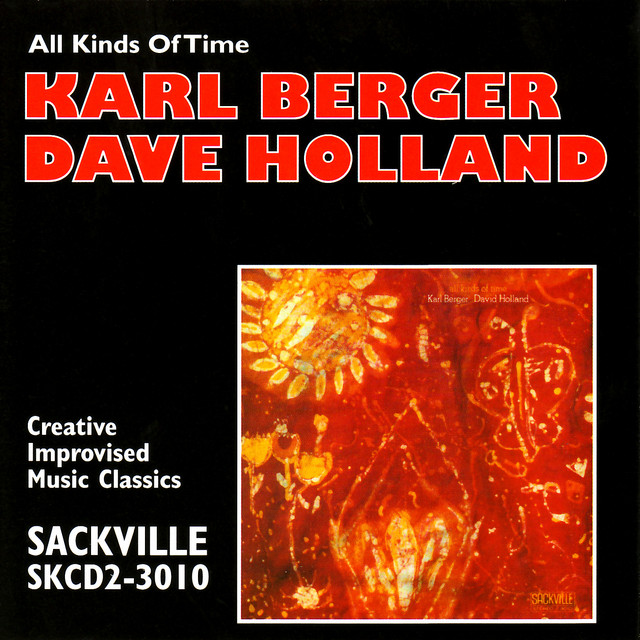 All Kinds Of Time
KARL BERGER
DAVE HOLLAND
all kinds of time
Karl Berger David Holland
Creative
Improvised
Music Classics
SACKVILLE
SKCD2-3010
SACKVILLE